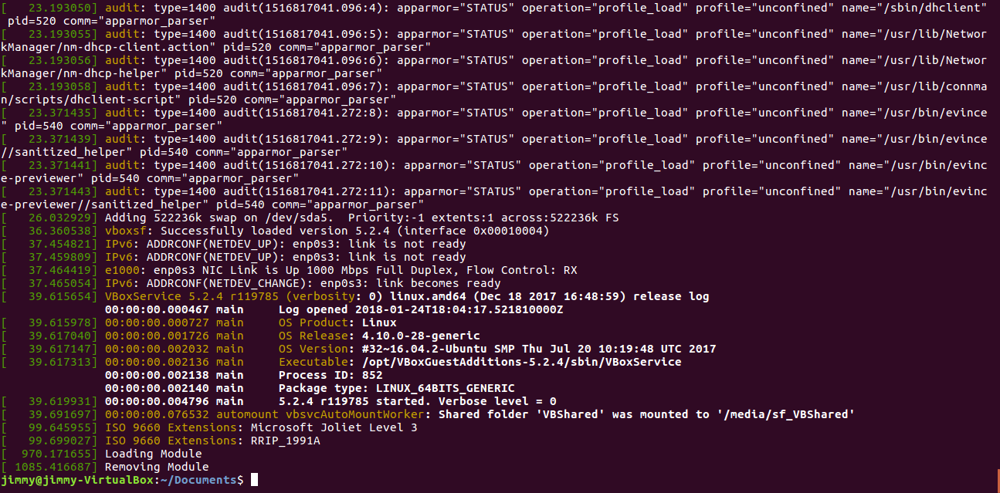 [   23.193050] audit: type=1400 audit(1516817041.096:4): apparmor="STATUS" operation="profile_load" profile="unconfined" name="/sbin/dhclient"
 pid=520 comm="apparmor_parser"
[   23.193055] audit: type=1400 audit(1516817041.096:5): apparmor="STATUS" operation="profile_load" profile="unconfined" name="/usr/lib/Networ
kManager/nm-dhcp-client.action" pid=520 comm="apparmor_parser"
[   23.193056] audit: type=1400 audit(1516817041.096:6): apparmor="STATUS" operation="profile_load" profile="unconfined" name="/usr/lib/Networ
kManager/nm-dhcp-helper" pid=520 comm="apparmor_parser"
[   23.193058] audit: type=1400 audit(1516817041.096:7): apparmor="STATUS" operation="profile_load" profile="unconfined" name="/usr/lib/connma
n/scripts/dhclient-script" pid=520 comm="apparmor_parser"
[   23.371435] audit: type=1400 audit(1516817041.272:8): apparmor="STATUS" operation="profile_load" profile="unconfined" name="/usr/bin/evince
" pid=540 comm="apparmor_parser"
[   23.371439] audit: type=1400 audit(1516817041.272:9): apparmor="STATUS" operation="profile_load" profile="unconfined" name="/usr/bin/evince
//sanitized_helper" pid=540 comm="apparmor_parser"
[   23.371441] audit: type=1400 audit(1516817041.272:10): apparmor="STATUS" operation="profile_load" profile="unconfined" name="/usr/bin/evinc
e-previewer" pid=540 comm="apparmor_parser"
[   23.371443] audit: type=1400 audit(1516817041.272:11): apparmor="STATUS" operation="profile_load" profile="unconfined" name="/usr/bin/evinc
e-previewer//sanitized_helper" pid=540 comm="apparmor_parser"
[   26.032929] Adding 522236k swap on /dev/sda5.  Priority:-1 extents:1 across:522236k FS
[   36.360538] vboxsf: Successfully loaded version 5.2.4 (interface 0x00010004)
[   37.454821] IPv6: ADDRCONF(NETDEV_UP): enp0s3: link is not ready
[   37.459809] IPv6: ADDRCONF(NETDEV_UP): enp0s3: link is not ready
[   37.464419] e1000: enp0s3 NIC Link is Up 1000 Mbps Full Duplex, Flow Control: RX
[   37.465054] IPv6: ADDRCONF(NETDEV_CHANGE): enp0s3: link becomes ready
[   39.615654] VBoxService 5.2.4 r119785 (verbosity: 0) linux.amd64 (Dec 18 2017 16:48:59) release log
               00:00:00.000467 main     Log opened 2018-01-24T18:04:17.521810000Z
[   39.615978] 00:00:00.000727 main     OS Product: Linux
[   39.617040] 00:00:00.001726 main     OS Release: 4.10.0-28-generic
[   39.617147] 00:00:00.002032 main     OS Version: #32~16.04.2-Ubuntu SMP Thu Jul 20 10:19:48 UTC 2017
[   39.617313] 00:00:00.002136 main     Executable: /opt/VBoxGuestAdditions-5.2.4/sbin/VBoxService
               00:00:00.002138 main     Process ID: 852
               00:00:00.002140 main     Package type: LINUX_64BITS_GENERIC
[   39.619931] 00:00:00.004796 main     5.2.4 r119785 started. Verbose level = 0
[   39.691697] 00:00:00.076532 automount vbsvcAutoMountWorker: Shared folder 'VBShared' was mounted to '/media/sf_VBShared'
[   99.645955] ISO 9660 Extensions: Microsoft Joliet Level 3
[   99.699027] ISO 9660 Extensions: RRIP_1991A
[  970.171655] Loading Module
[ 1085.416687] Removing Module
jimmy@jimmy-VirtualBox:~/Documents$